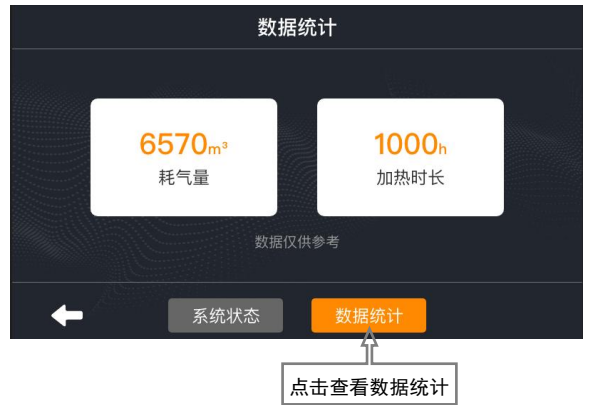 数据统计
6570m³
耗气量
1000h
加热时长
数据仅供参考
系统状态
数据统计
点击查看数据统计